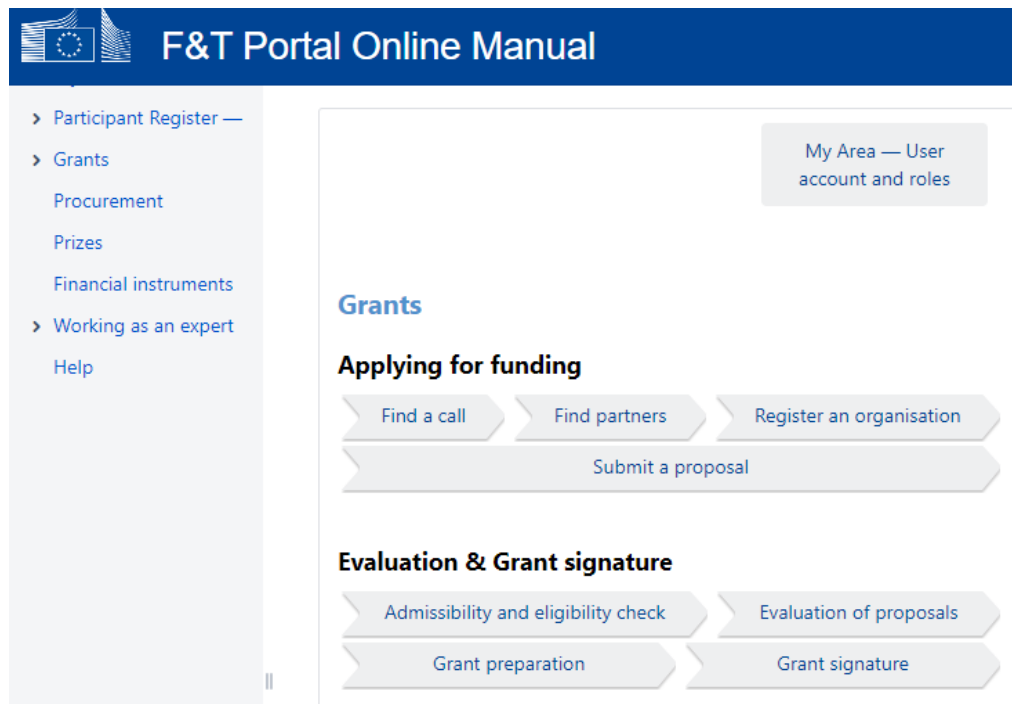 F&T Portal Online Manual
Participant Register —
Grants
Procurement
Prizes
Financial instruments
Working as an expert
Help
My Area — User
account and roles
Grants
Applying for funding
Find a call
Find partners
Register an organisation
Submit a proposal
Evaluation & Grant signature
Admissibility and eligibility check
Evaluation of proposals
Grant preparation
Grant signature